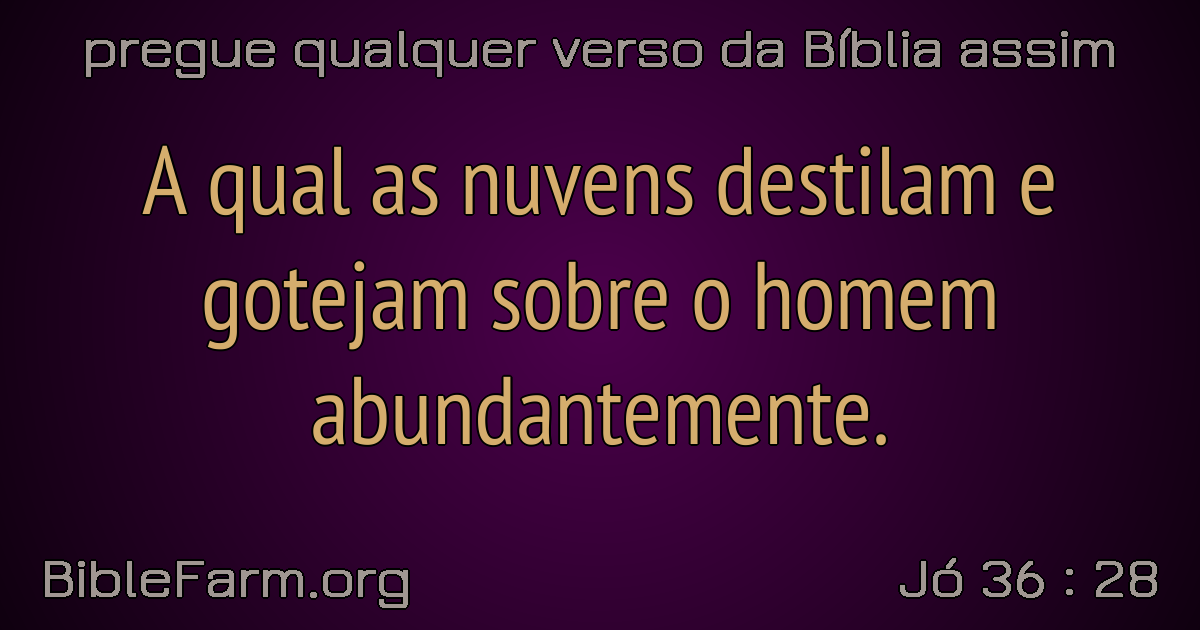 pregue qualquer verso da Bíblia assim
A qual as nuvens destilam e
gotejam sobre o homem
abundantemente.
BibleFarm.org
Jó 36 : 28